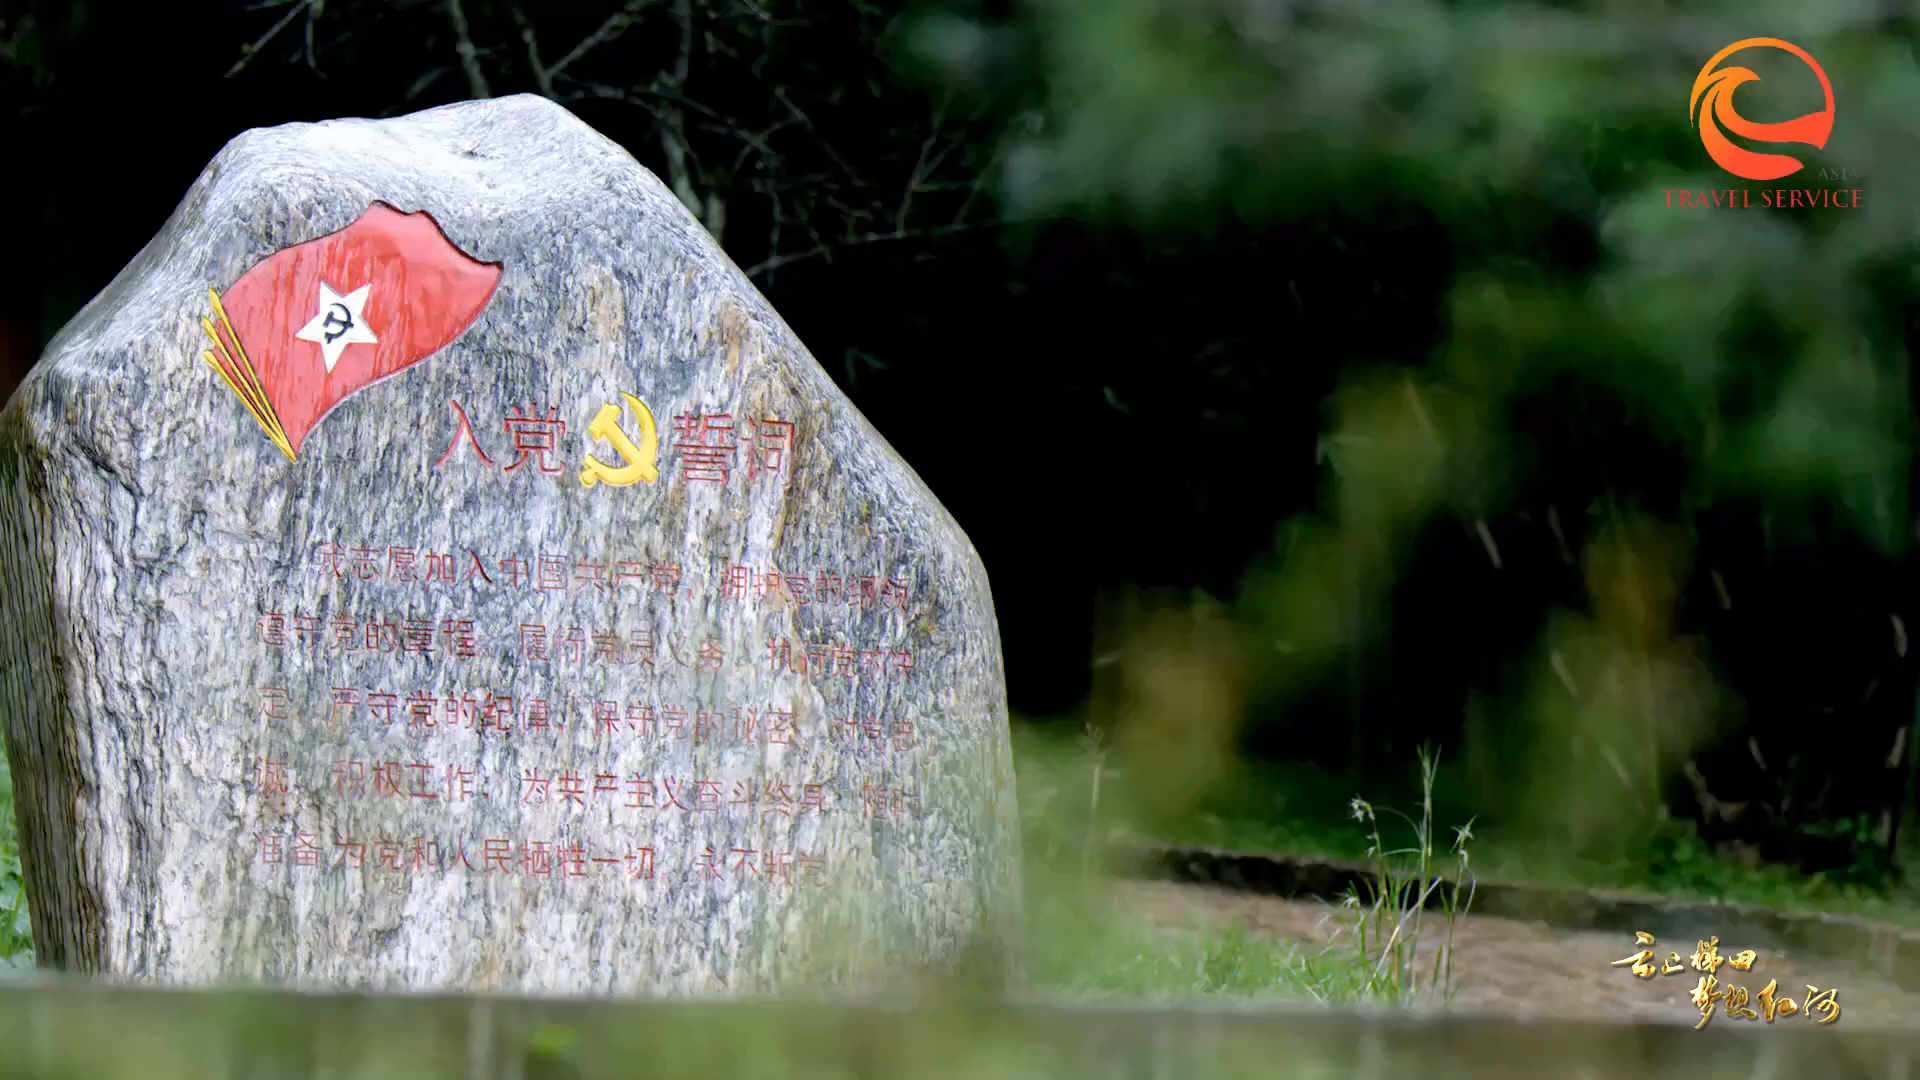 ASIA
TRAVEL SERVICE
入党誓词
我志愿加入中国共产党，拥护党的纲领，
遵守党的章程，履行党员义务，执行党的决
定，严守党的纪律，保守党的秘密，对党忠
诚，积极工作，为共产主义奋斗终身，随时
准备为党和人民牺牲一切，永不叛党
云上梯田
梦想红河